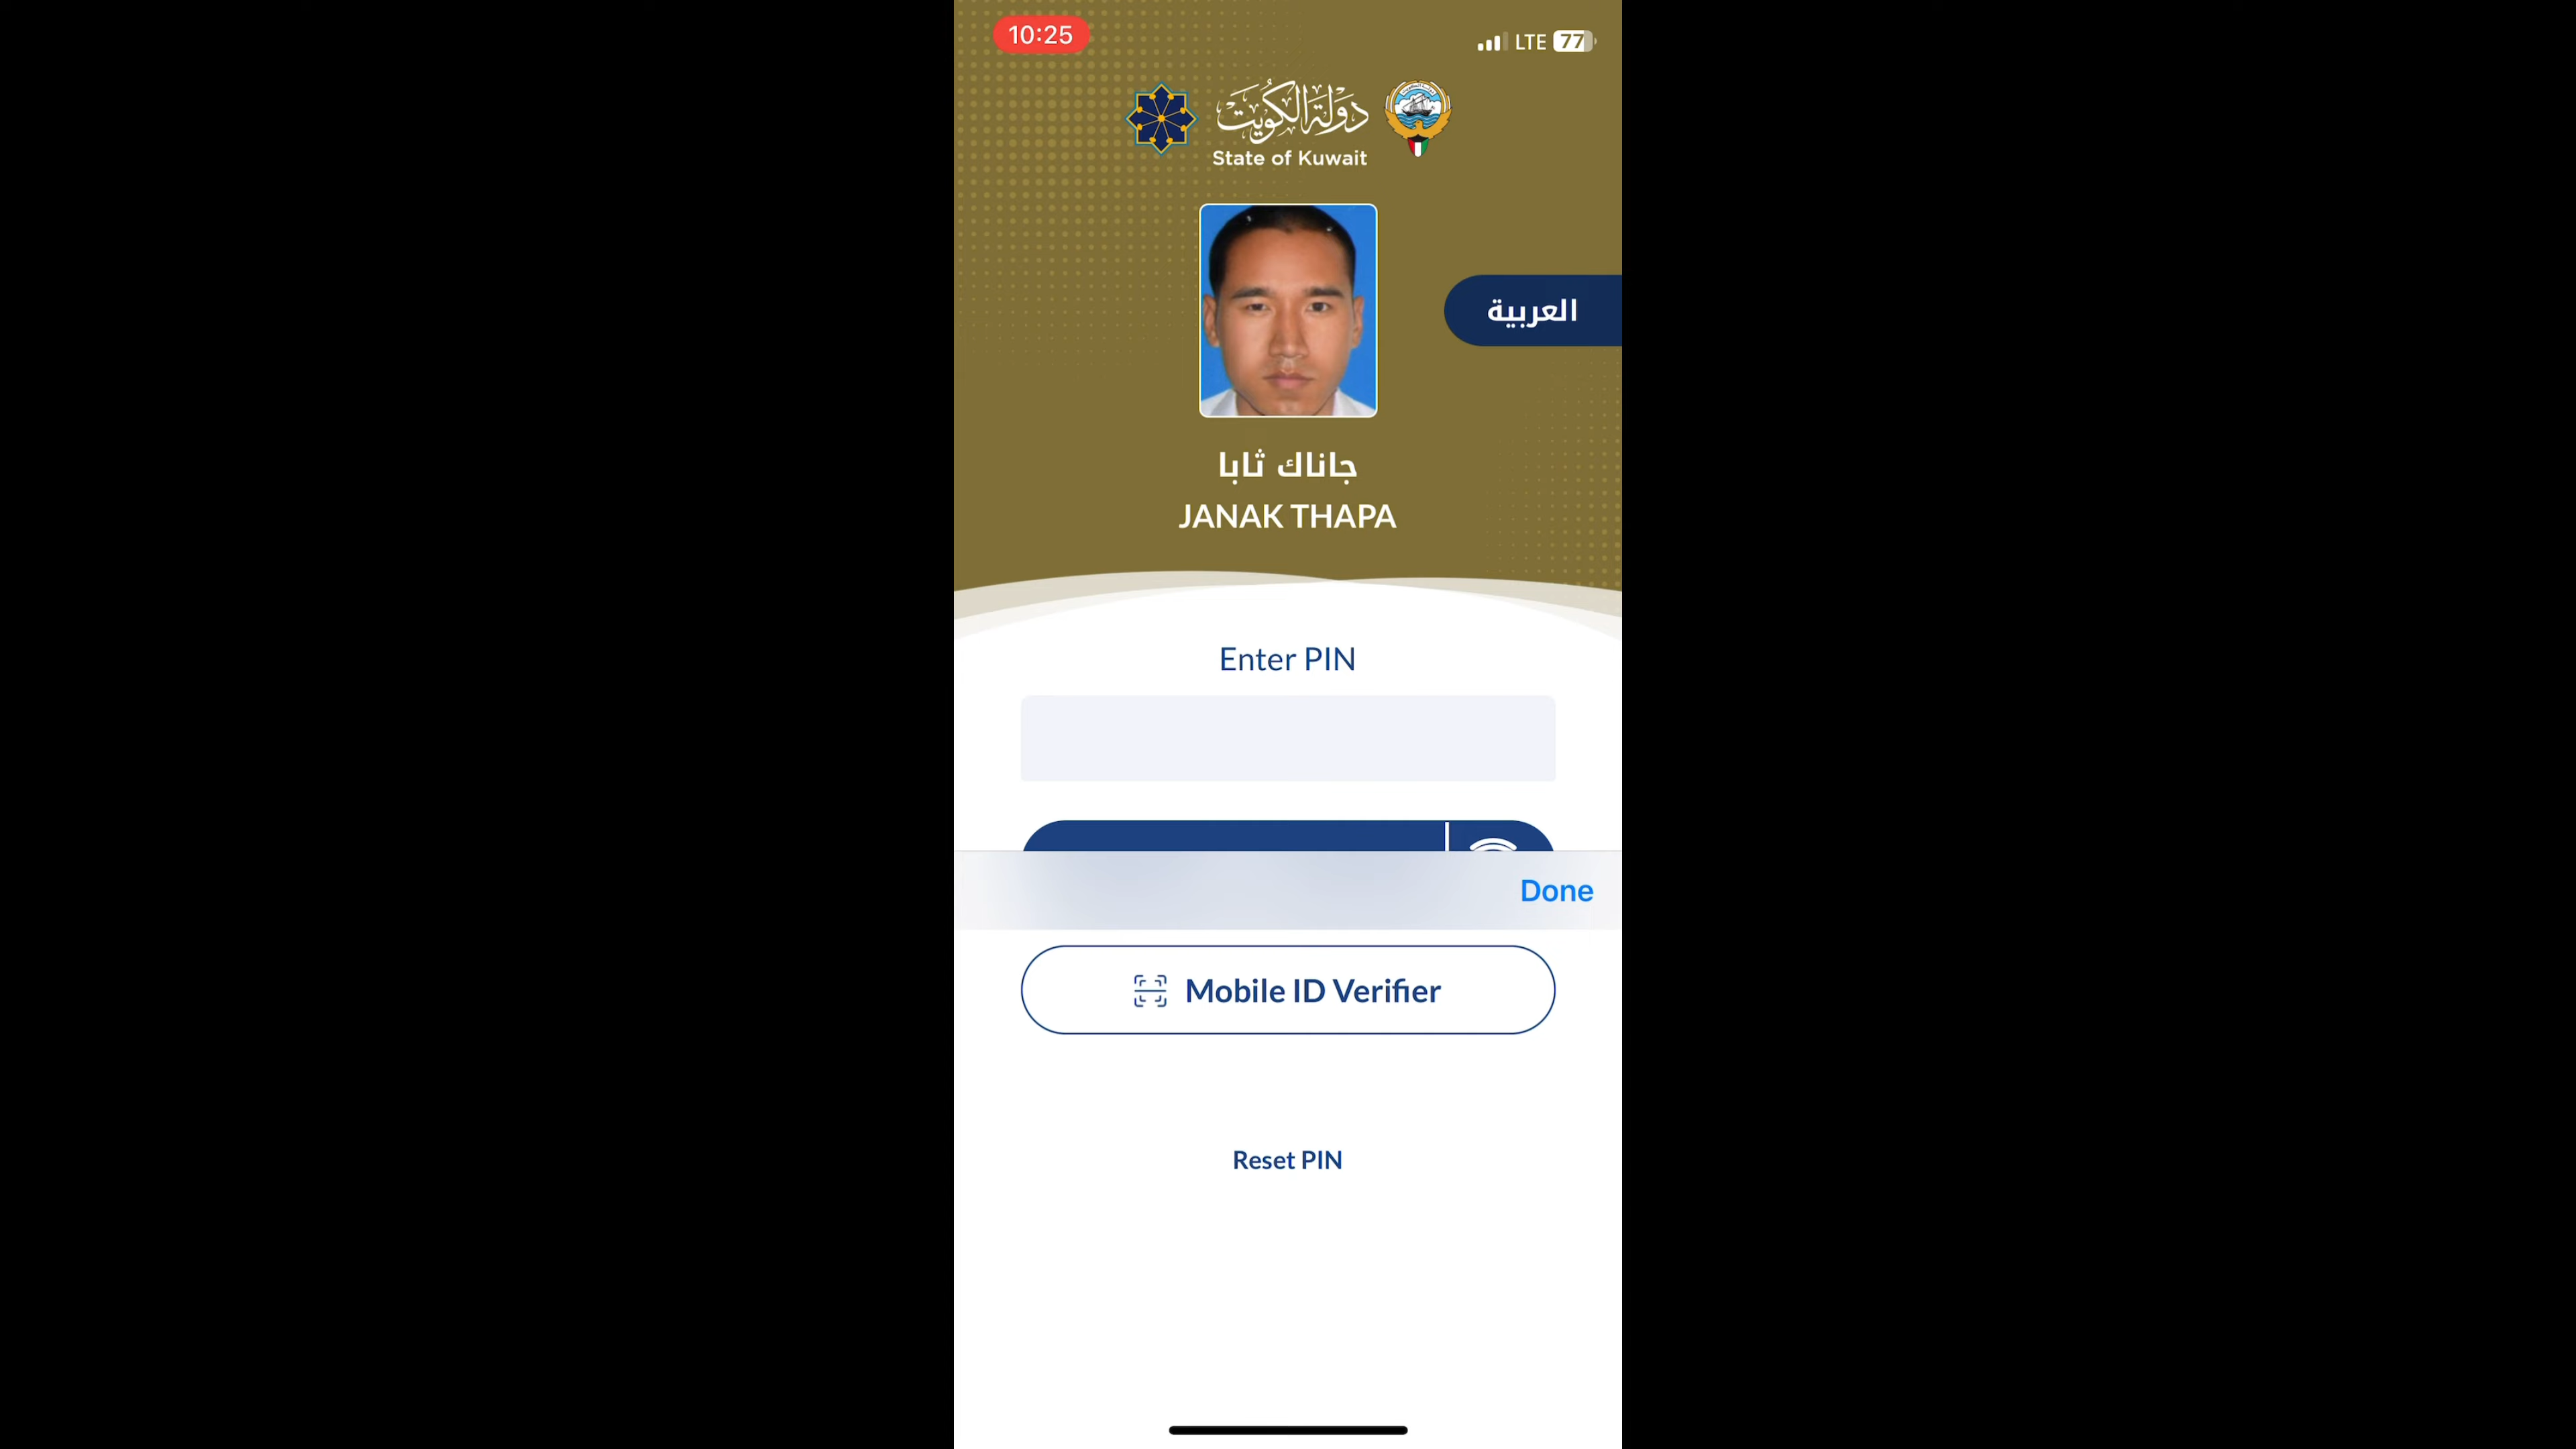 10:25
LTE 77
دولة الكويت
State of Kuwait
العربية
جاناك ثابا
JANAK THAPA
Enter PIN
Done
Mobile ID Verifier
Reset PIN